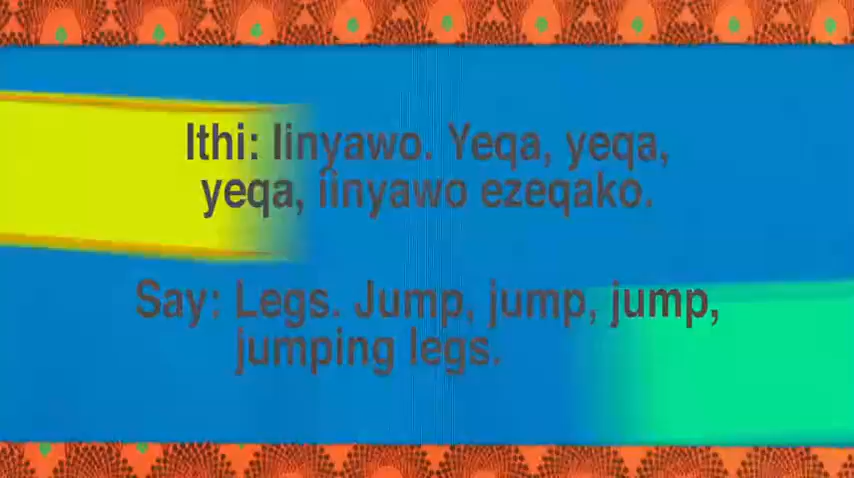 Ithi: Iinyawo. Yeqa, yeqa,
yeqa, iinyawo ezeqako.
Say: Legs. Jump, jump, jump,
jumping legs.